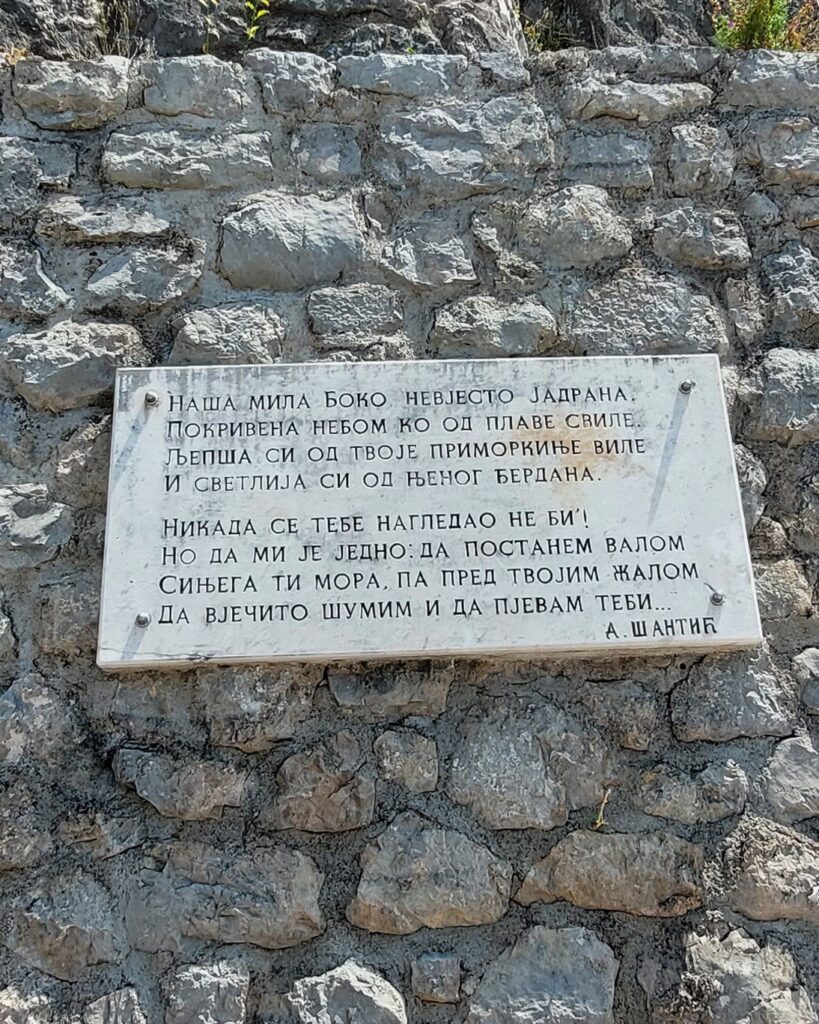 НАША МИЛА БОКО НЕВЈЕСТО ЈАДРАНА,
ПОКРИВЕНА НЕБОМ КО ОД ПЛАВЕ СВИЛЕ.
ЉЕПША СИ ОД ТВОЈЕ ПРИМОРКИЊЕ ВИЛЕ
И СВЕТЛИЈА СИ ОД ЊЕНОГ ЂЕРДАНА.
НИКАДА СЕ ТЕБЕ НАГЛЕДАО НЕ БИ'!
НО ДА МИ ЈЕ ЈЕДНО: ДА ПОСТАНЕМ ВАЛОМ
СИЊЕГА ТИ МОРА, ПА ПРЕД ТВОЈИМ ЖАЛОМ
ДА ВЈЕЧИТО ШУМИМ И ДА ПЈЕВАМ ТЕБИ...
А. ШАНТИЋ